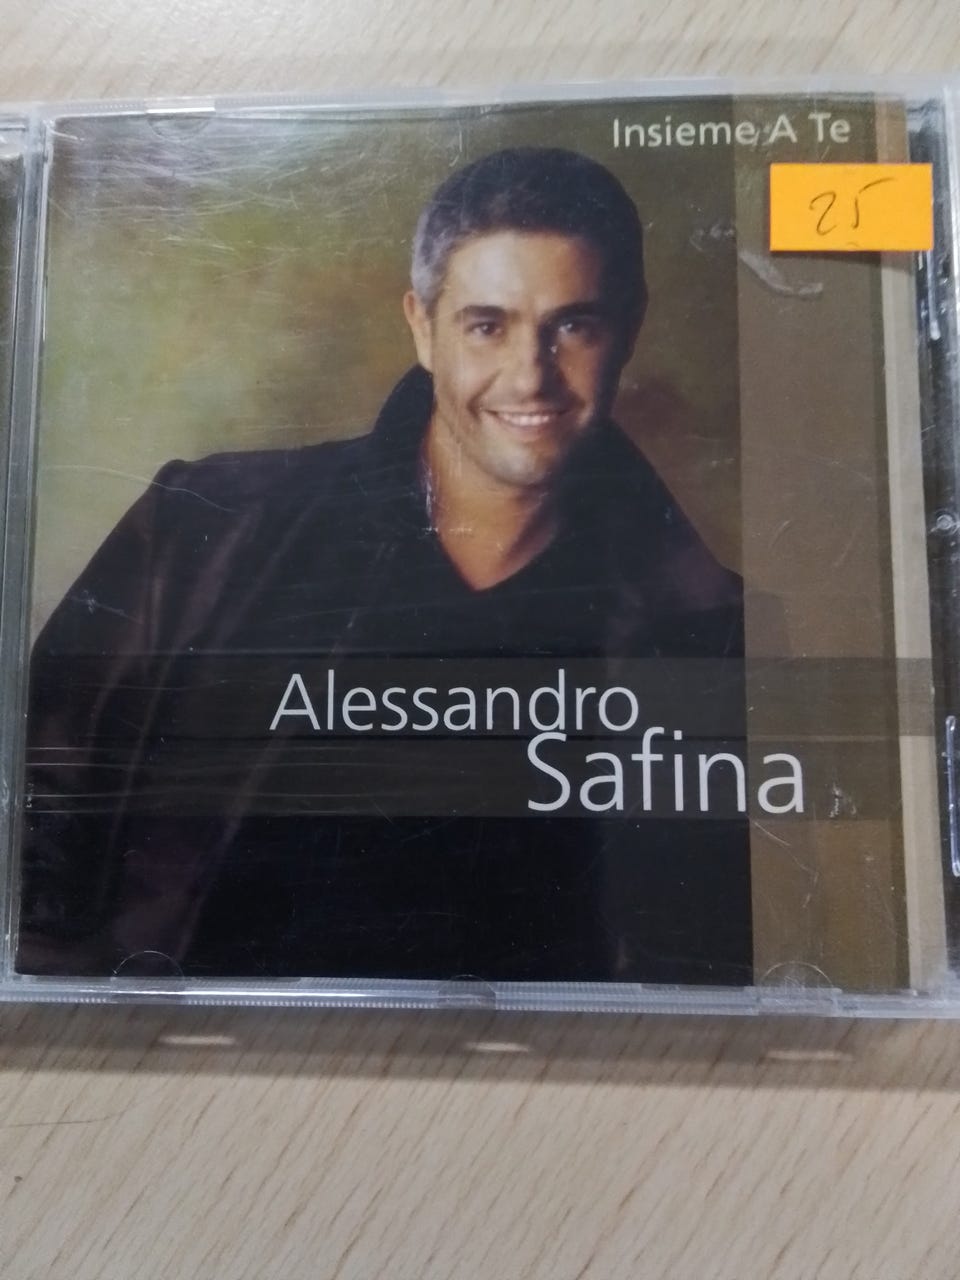 Insieme A Te
25
Alessandro
Safina